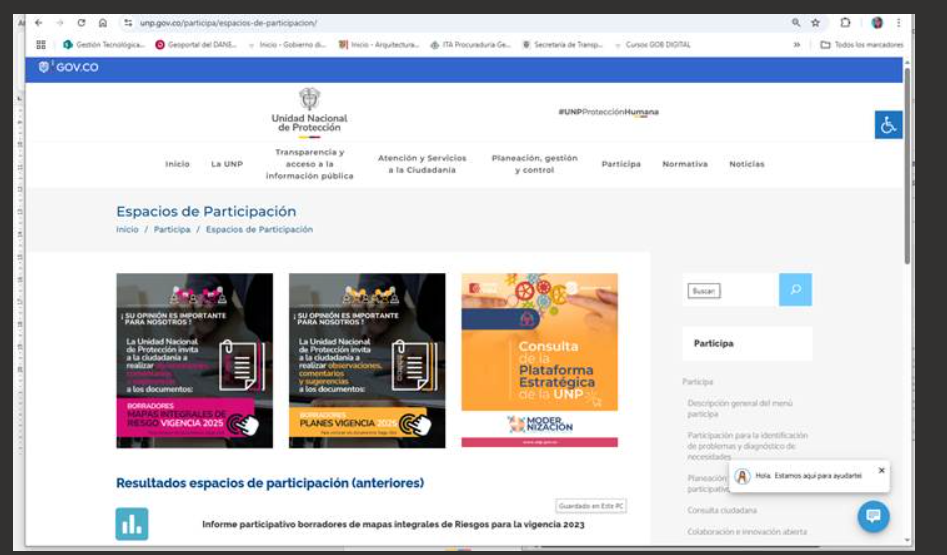 unp.gov.co/participa/espacios-de-participacion/
Gestión Tecnológica... Geoportal del DANE... Inicio - Gobierno di... Inicio - Arquitectura... ITA Procuraduría Ge... Secretaría de Transp... Cursos GOB DIGITAL » Todos los marcadores
GOV.CO
Unidad Nacional
de Protección
#UNPProtecciónHumana
Inicio La UNP Transparencia y
acceso a la
información pública
Atención y Servicios
a la Ciudadanía
Planeación, gestión
y control
Participa Normativa Noticias
Espacios de Participación
Inicio / Participa / Espacios de Participación
¡ SU OPINIÓN ES IMPORTANTE
PARA NOSOTROS !
La Unidad Nacional
de Protección invita
a la ciudadanía a
realizar observaciones,
comentarios
y sugerencias
a los documentos:
BORRADORES
MAPAS INTEGRALES DE
RIESGO VIGENCIA 2025
¡ SU OPINIÓN ES IMPORTANTE
PARA NOSOTROS !
La Unidad Nacional
de Protección invita
a la ciudadanía a
realizar observaciones,
comentarios
y sugerencias
a los documentos:
BORRADORES
PLANES VIGENCIA 2025
Consulta
de la
Plataforma
Estratégica
de la UNP
MODER
NIZACIÓN
Buscar:
Participa
Participa
Descripción general del menú
participa
Participación para la identificación
de problemas y diagnóstico de
necesidades
Planeación
participativa
Hola. Estamos aquí para ayudarte!
Consulta ciudadana
Colaboración e innovación abierta
Resultados espacios de participación (anteriores)
Guardado en Este PC
Informe participativo borradores de mapas integrales de Riesgos para la vigencia 2023